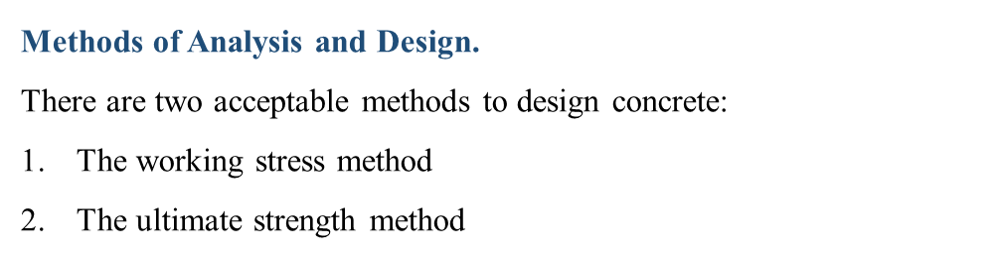 Methods of Analysis and Design.
There are two acceptable methods to design concrete:
1. The working stress method
2. The ultimate strength method